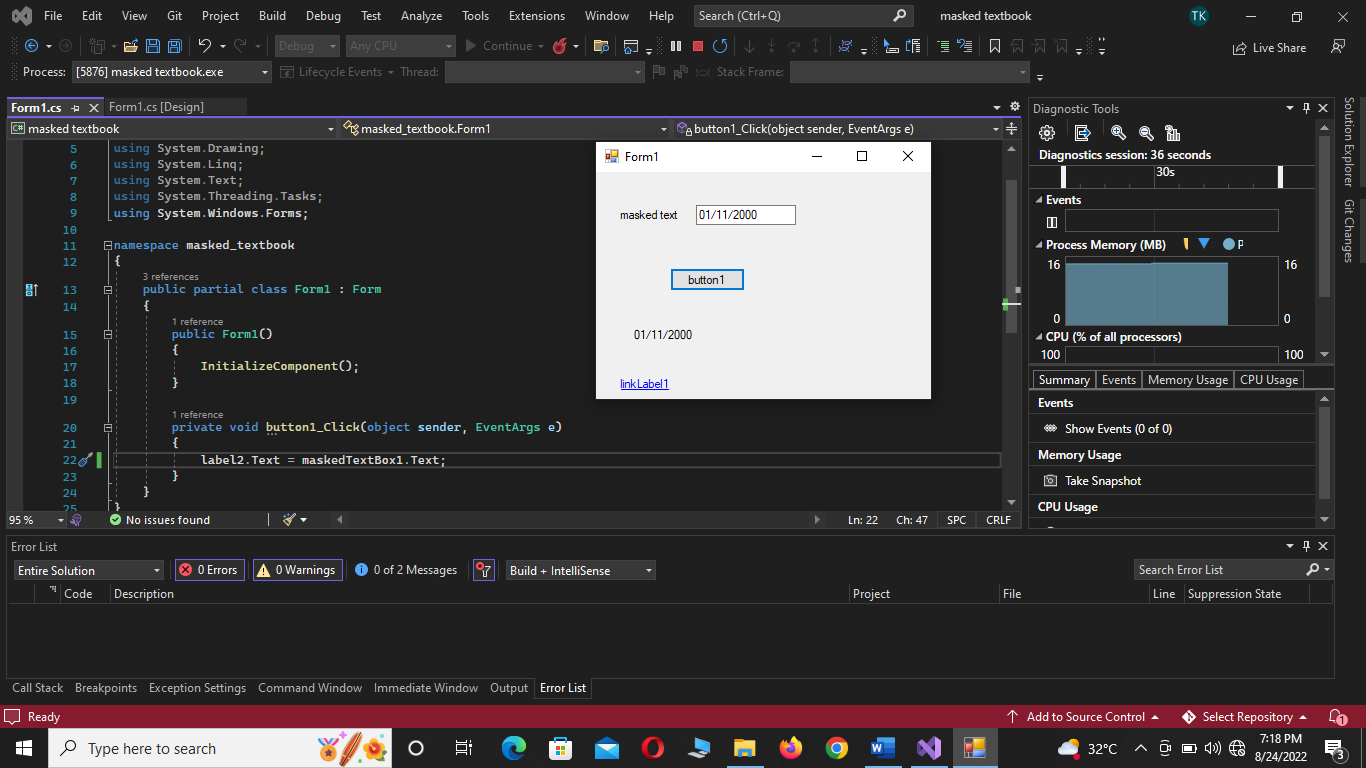 File Edit View Git Project Build Debug Test Analyze Tools Extensions Window Help Search (Ctrl+Q) masked textbook TK
Debug Any CPU Continue Live Share
Process: [5876] masked textbook.exe Lifecycle Events Thread: Stack Frame:
Form1.cs Form1.cs [Design]
masked textbook masked_textbook.Form1 button1_Click(object sender, EventArgs e)
5 using System.Drawing;
6 using System.Linq;
7 using System.Text;
8 using System.Threading.Tasks;
9 using System.Windows.Forms;
10
11 namespace masked_textbook
12 {
3 references
13 public partial class Form1 : Form
14 {
1 reference
15 public Form1()
16 {
17 InitializeComponent();
18 }
19
1 reference
20 private void button1_Click(object sender, EventArgs e)
21 {
22 label2.Text = maskedTextBox1.Text;
23 }
24 }
25 }
95 % No issues found Ln: 22 Ch: 47 SPC CRLF
Form1
masked text 01/11/2000
button1
01/11/2000
linkLabel1
Diagnostic Tools
Diagnostics session: 36 seconds
30s
Events
Process Memory (MB) P
16 16
0 0
CPU (% of all processors)
100 100
Summary Events Memory Usage CPU Usage
Events
Show Events (0 of 0)
Memory Usage
Take Snapshot
CPU Usage
Solution Explorer
Git Changes
Error List
Entire Solution 0 Errors 0 Warnings 0 of 2 Messages Build + IntelliSense Search Error List
Code Description Project File Line Suppression State
Call Stack Breakpoints Exception Settings Command Window Immediate Window Output Error List
Ready Add to Source Control Select Repository 1
Type here to search 32°C 7:18 PM
8/24/2022 3